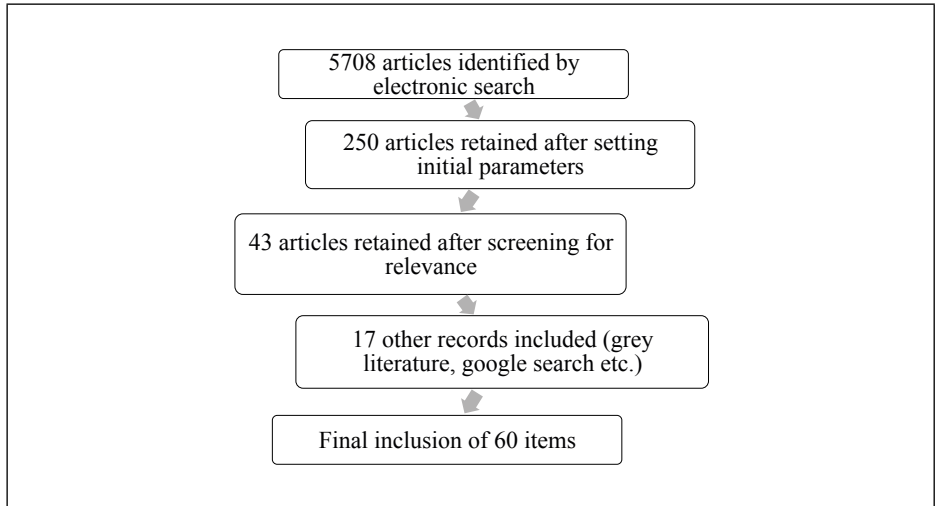 5708 articles identified by
electronic search
250 articles retained after setting
initial parameters
43 articles retained after screening for
relevance
17 other records included (grey
literature, google search etc.)
Final inclusion of 60 items